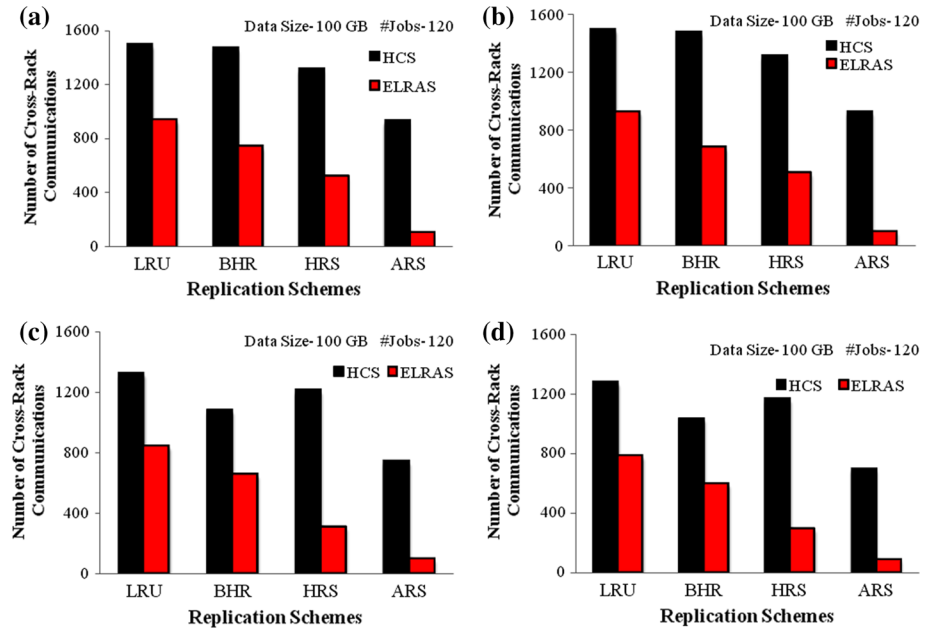 (a)
Data Size-100 GB #Jobs-120
HCS
ELRAS
Number of Cross-Rack
Communications
1600
1200
800
400
0
LRU BHR HRS ARS
Replication Schemes
(b)
Data Size-100 GB #Jobs-120
HCS
ELRAS
Number of Cross-Rack
Communications
1600
1200
800
400
0
LRU BHR HRS ARS
Replication Schemes
(c)
Data Size-100 GB #Jobs-120
HCS ELRAS
Number of Cross-Rack
Communications
1600
1200
800
400
0
LRU BHR HRS ARS
Replication Schemes
(d)
Data Size-100 GB #Jobs-120
HCS ELRAS
Number of Cross-Rack
Communications
1600
1200
800
400
0
LRU BHR HRS ARS
Replication Schemes